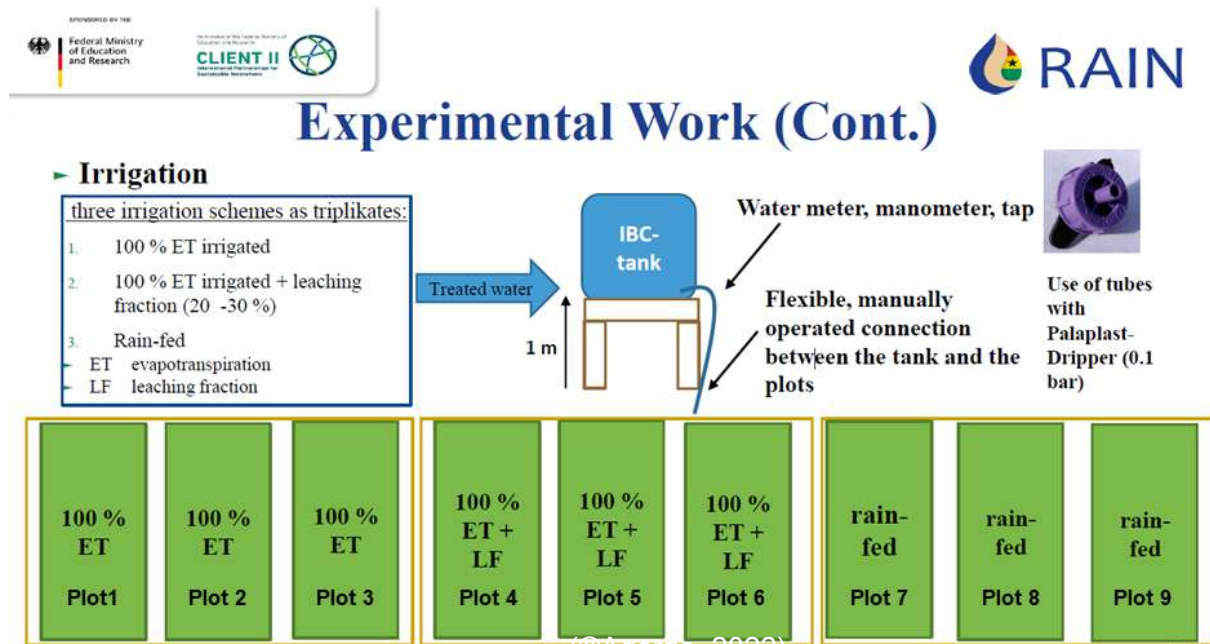 SPONSORED BY THE
Federal Ministry
of Education
and Research
CLIENT II
International Partnerships for
Sustainable Innovations
RAIN
Experimental Work (Cont.)
► Irrigation
three irrigation schemes as triplikates:
1. 100 % ET irrigated
2. 100 % ET irrigated + leaching
fraction (20 -30 %)
3. Rain-fed
► ET evapotranspiration
► LF leaching fraction
Treated water
IBC-
tank
1 m
Water meter, manometer, tap
Flexible, manually
operated connection
between the tank and the
plots
Use of tubes
with
Palaplast-
Dripper (0.1
bar)
100 %
ET
Plot1
100 %
ET
Plot 2
100 %
ET
Plot 3
100 %
ET +
LF
Plot 4
100 %
ET +
LF
Plot 5
100 %
ET +
LF
Plot 6
rain-
fed
Plot 7
rain-
fed
Plot 8
rain-
fed
Plot 9